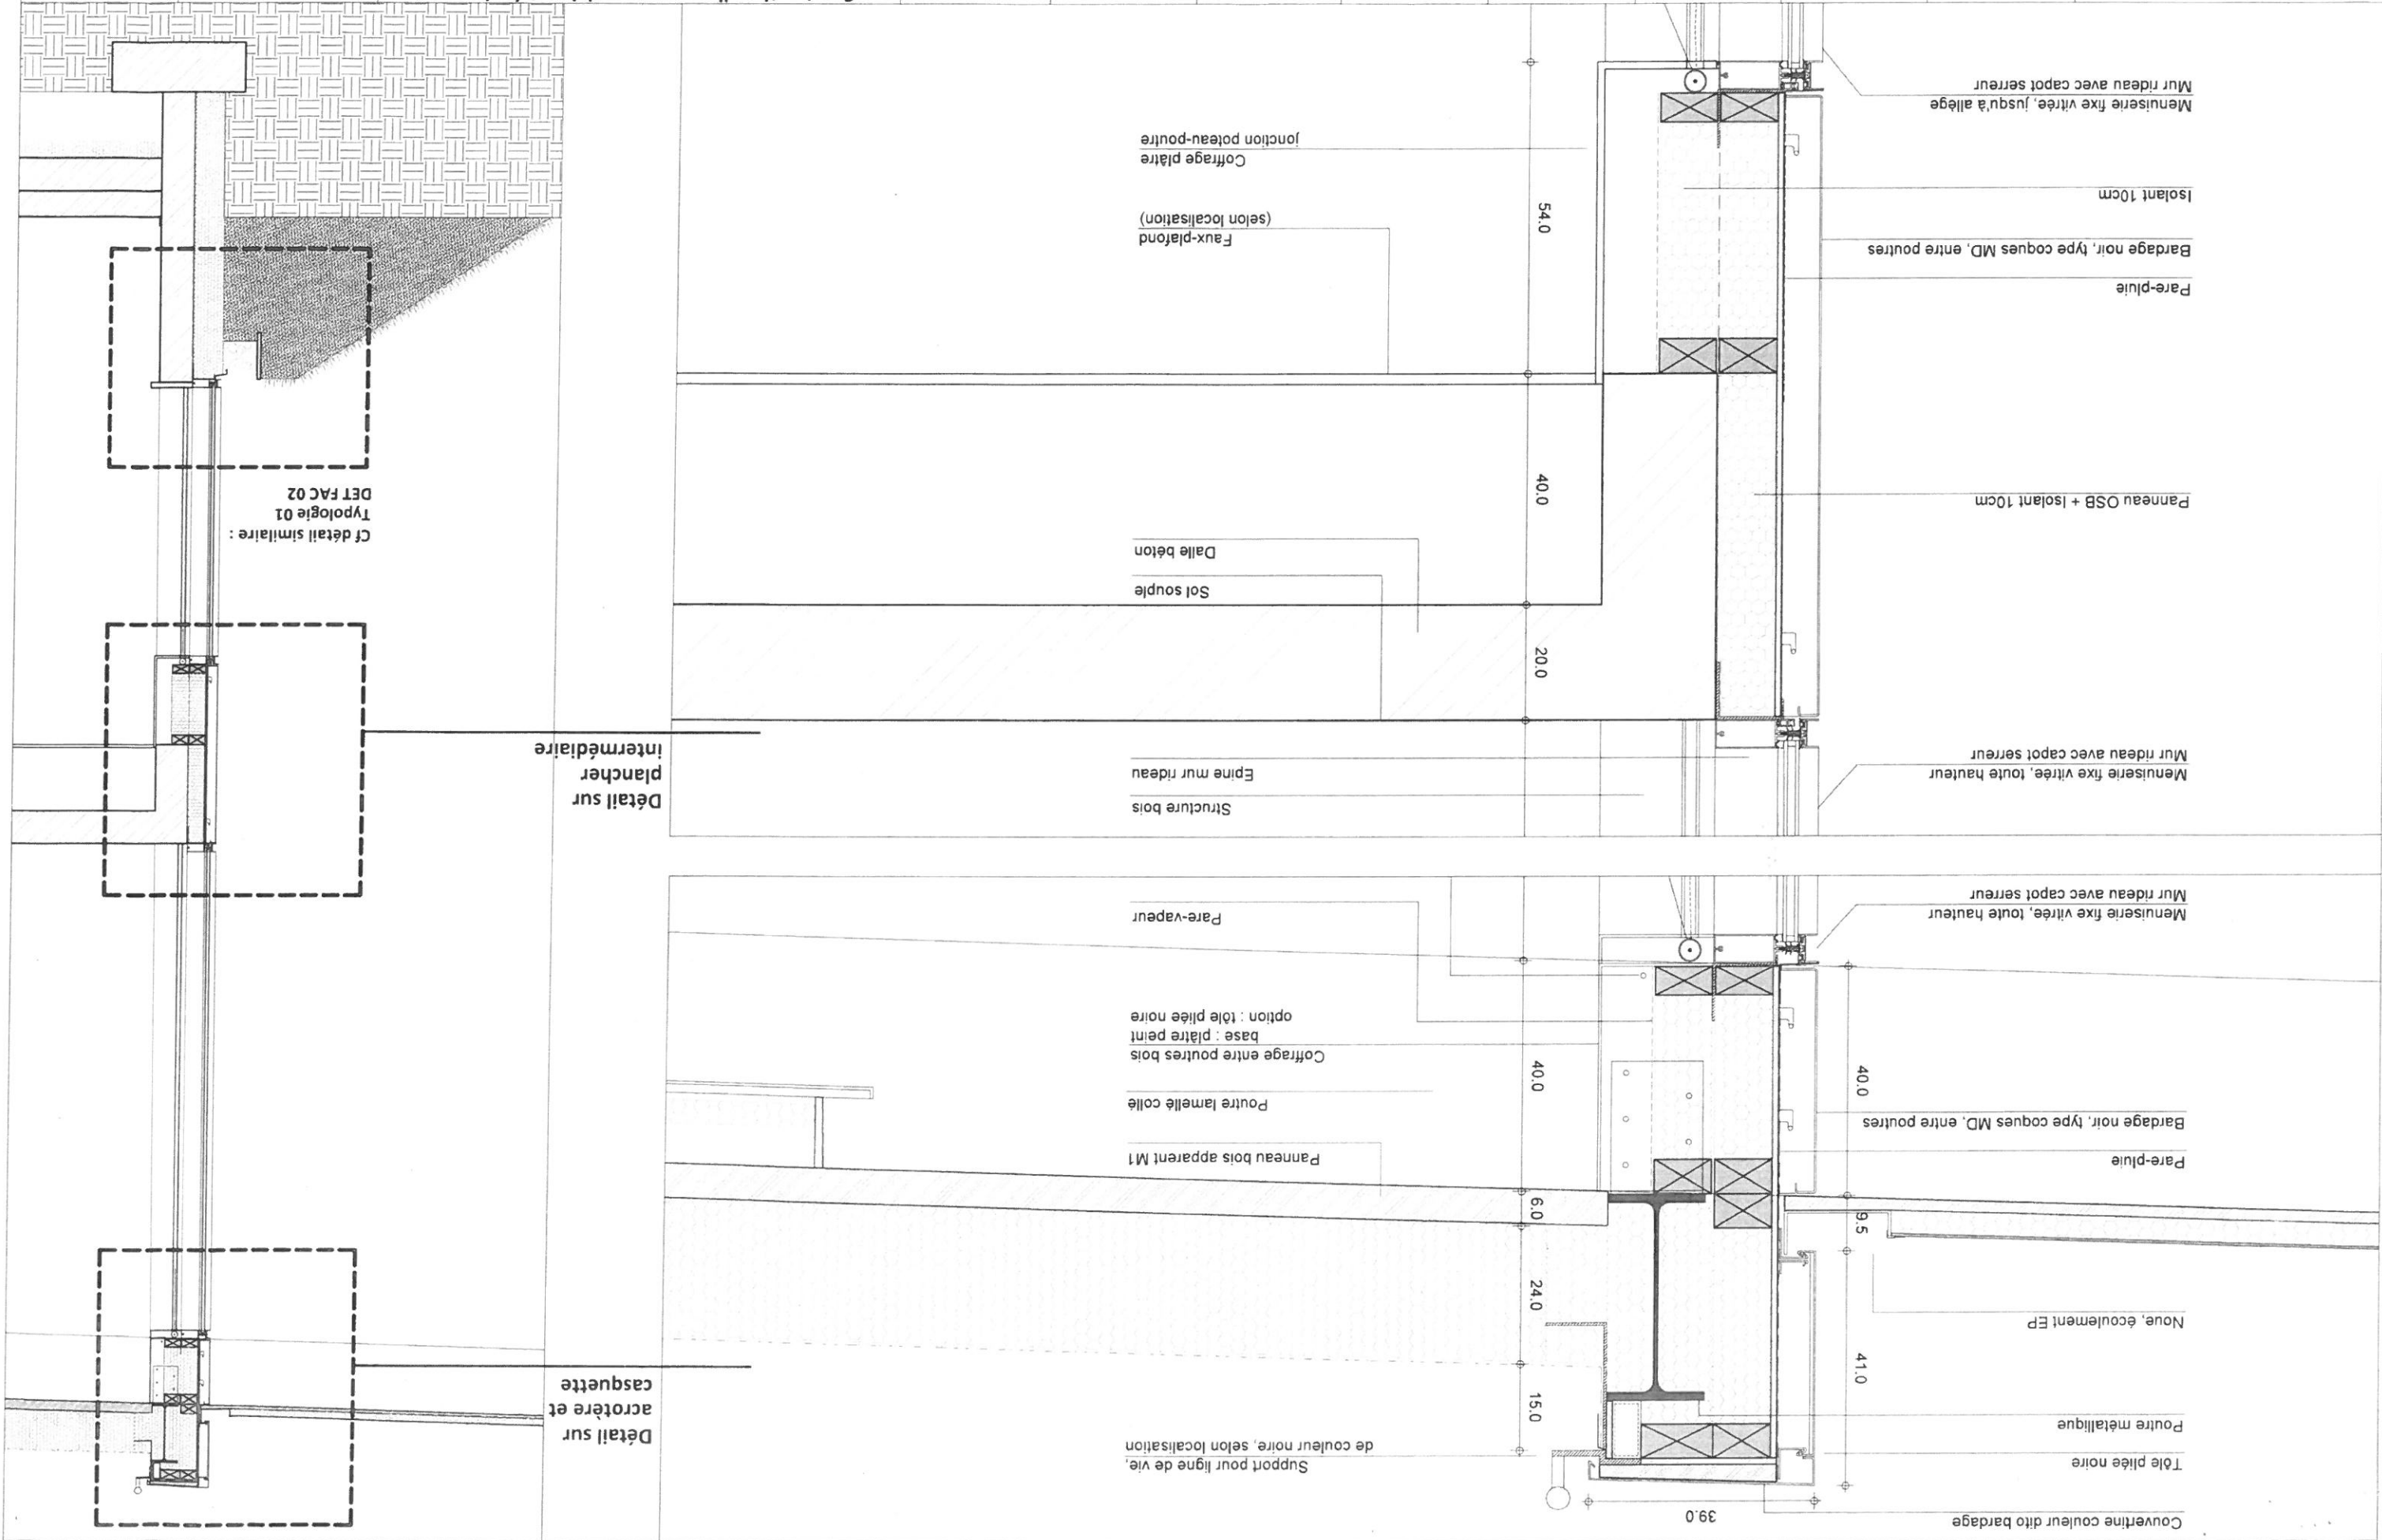 Couvertine couleur dito bardage
39.0
Tôle pliée noire
Poutre métallique
41.0
Noue, écoulement EP
9.5
Pare-pluie
Bardage noir, type coques MD, entre poutres
40.0
Menuiserie fixe vitrée, toute hauteur
Mur rideau avec capot serreur
Support pour ligne de vie,
de couleur noire, selon localisation
15.0
24.0
6.0
Panneau bois apparent M1
Poutre lamellé collé
40.0
Coffrage entre poutres bois
base : plâtre peint
option : tôle pliée noire
Pare-vapeur
Détail sur
acrotère et
casquette
Menuiserie fixe vitrée, toute hauteur
Mur rideau avec capot serreur
Structure bois
Epine mur rideau
20.0
Sol souple
Dalle béton
40.0
Panneau OSB + Isolant 10cm
Pare-pluie
Bardage noir, type coques MD, entre poutres
Isolant 10cm
Menuiserie fixe vitrée, jusqu'à allège
Mur rideau avec capot serreur
54.0
Faux-plafond
(selon localisation)
Coffrage plâtre
jonction poteau-poutre
Détail sur
plancher
intermédiaire
Cf détail similaire :
Typologie 01
DET FAC 02